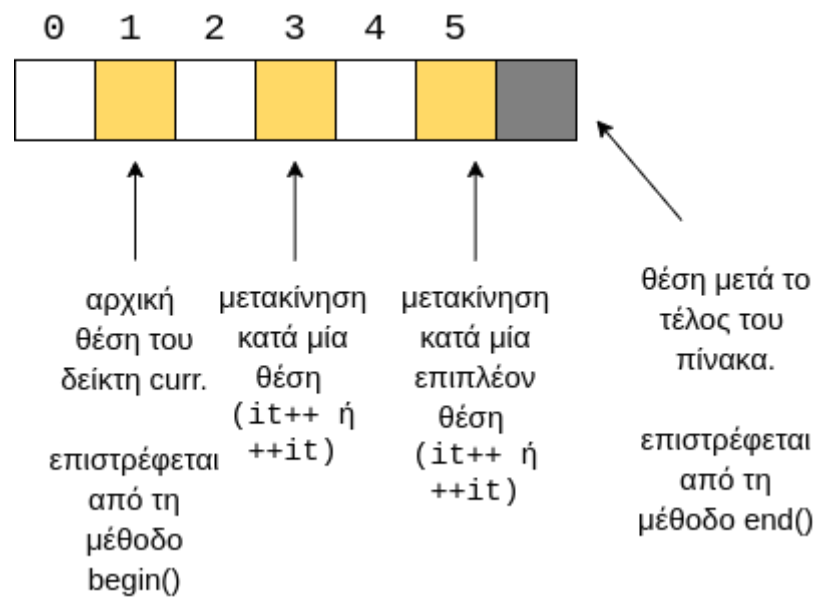 0 1 2 3 4 5
αρχική
θέση του
δείκτη curr.
επιστρέφεται
από τη
μέθοδο
begin()
μετακίνηση
κατά μία
θέση
(it++ ή
++it)
μετακίνηση
κατά μία
επιπλέον
θέση
(it++ ή
++it)
θέση μετά το
τέλος του
πίνακα.
επιστρέφεται
από τη
μέθοδο end()